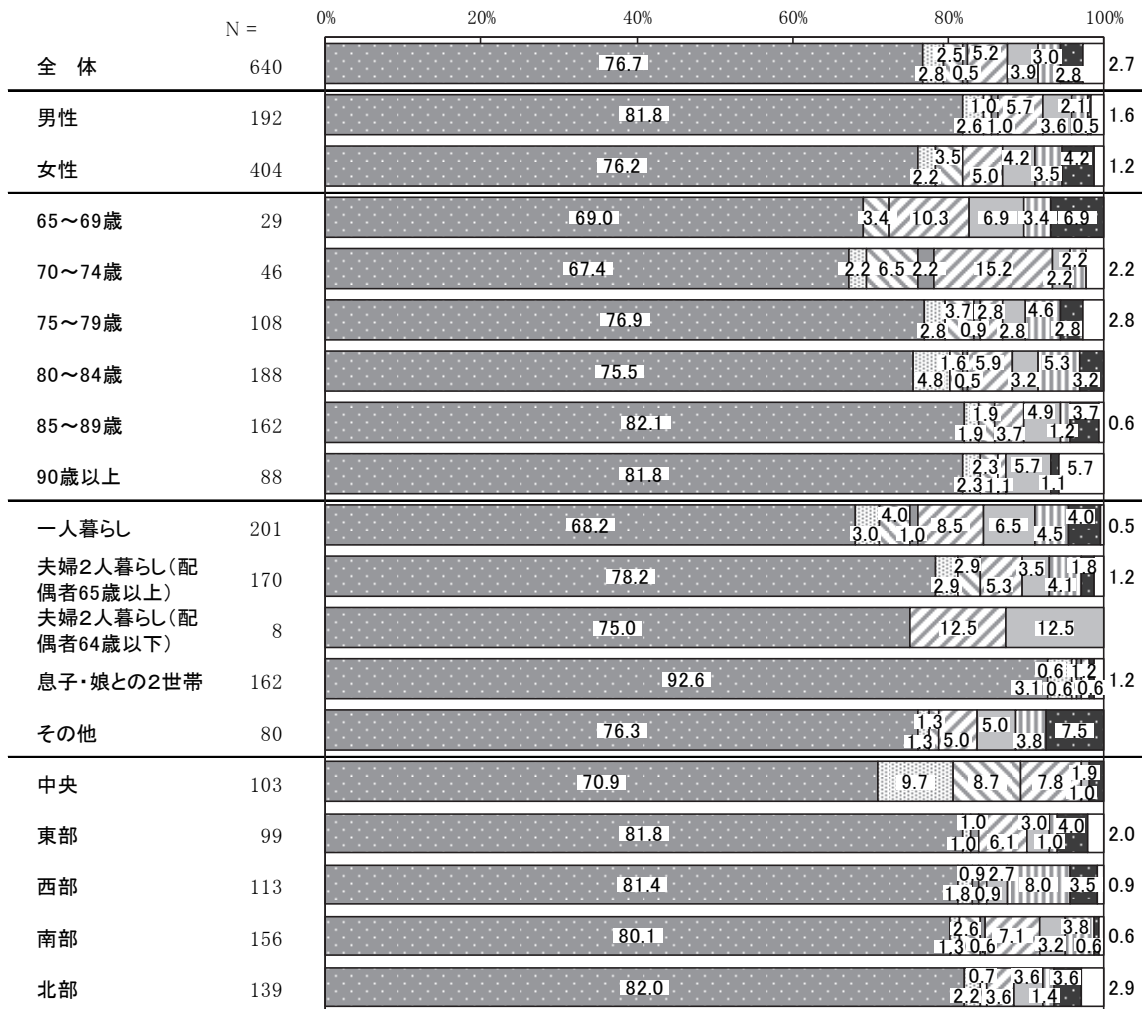 0% 20% 40% 60% 80% 100%
N =
全　体 640 76.7 2.8 2.5 0.5 5.2 3.9 3.0 2.8 2.7
男性 192 81.8 2.6 1.0 1.0 5.7 3.6 2.1 0.5 1.6
女性 404 76.2 2.2 3.5 5.0 4.2 3.5 4.2 1.2
65～69歳 29 69.0 3.4 10.3 6.9 3.4 6.9
70～74歳 46 67.4 2.2 6.5 2.2 15.2 2.2 2.2 2.2
75～79歳 108 76.9 2.8 3.7 0.9 2.8 2.8 4.6 2.8 2.8
80～84歳 188 75.5 4.8 1.6 0.5 5.9 3.2 5.3 3.2
85～89歳 162 82.1 1.9 1.9 3.7 4.9 1.2 3.7 0.6
90歳以上 88 81.8 2.3 2.3 1.1 5.7 1.1 5.7
一人暮らし 201 68.2 3.0 4.0 1.0 8.5 6.5 4.5 4.0 0.5
夫婦２人暮らし（配
偶者65歳以上） 170 78.2 2.9 2.9 5.3 3.5 4.1 1.8 1.2
夫婦２人暮らし（配
偶者64歳以下） 8 75.0 12.5 12.5
息子・娘との２世帯 162 92.6 3.1 0.6 0.6 1.2 0.6 1.2
その他 80 76.3 1.3 1.3 5.0 5.0 3.8 7.5
中央 103 70.9 9.7 8.7 7.8 1.9 1.0
東部 99 81.8 1.0 1.0 6.1 3.0 1.0 4.0 2.0
西部 113 81.4 1.8 0.9 0.9 2.7 8.0 3.5 0.9
南部 156 80.1 1.3 2.6 0.6 7.1 3.2 3.8 0.6 0.6
北部 139 82.0 2.2 0.7 3.6 3.6 1.4 3.6 2.9